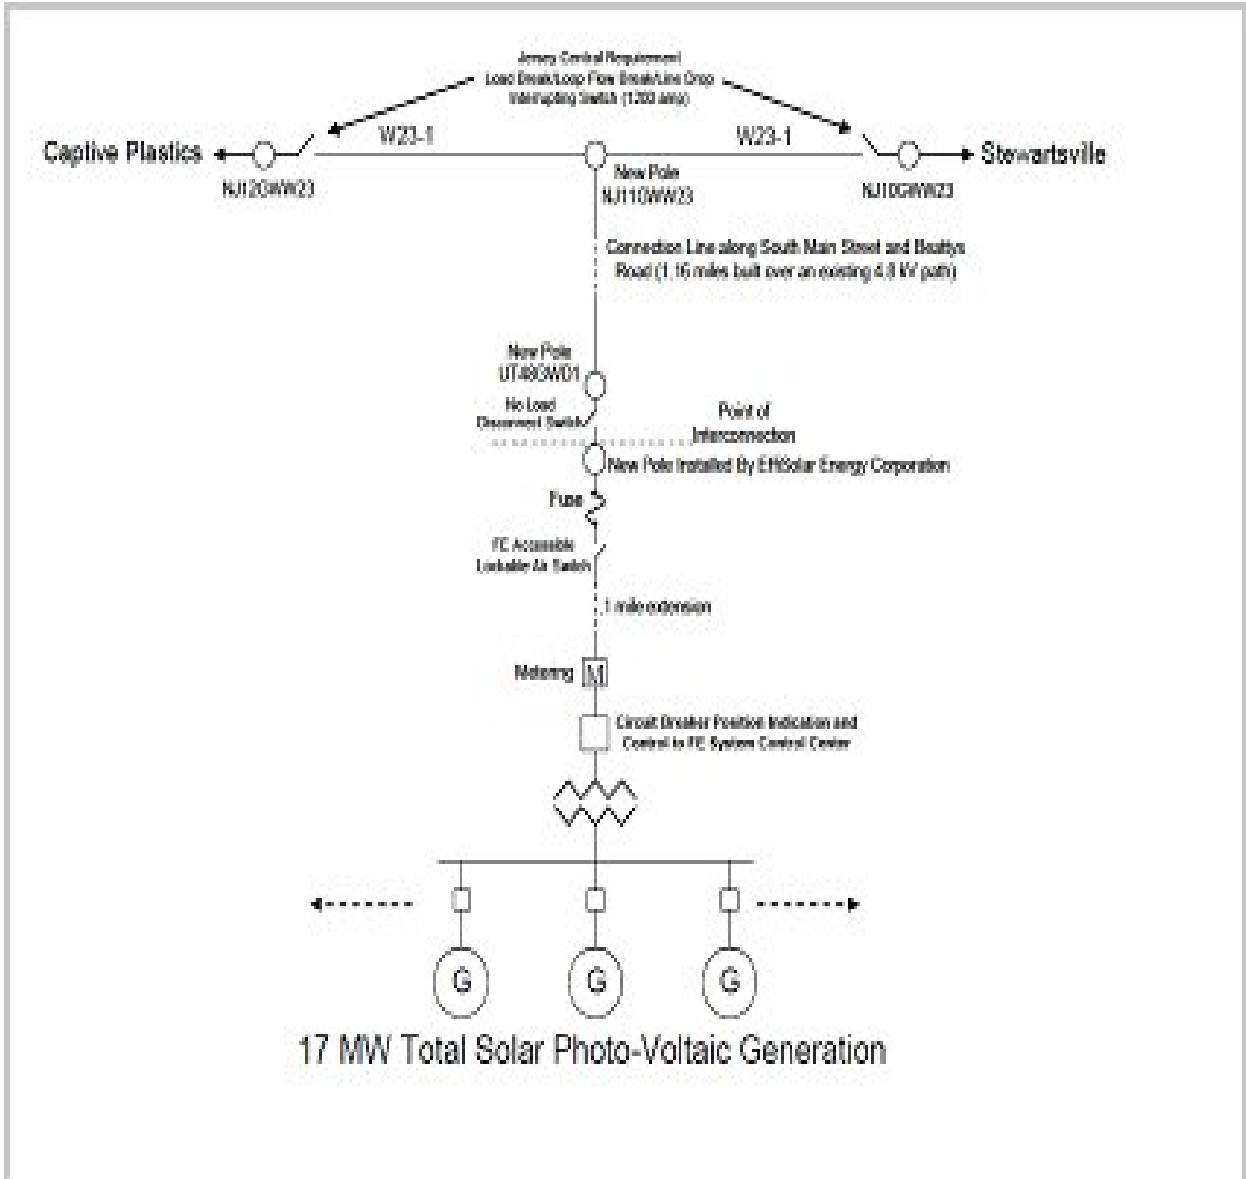 Jersey Central Requirement
Load Break/Loop Flow Break/Line Drop
Interrupting Switch (1200 amp)
W23-1
W23-1
Captive Plastics
Stewartsville
NJ12GWW23
New Pole
NJ11GWW23
NJ10GWW23
Connection Line along South Main Street and Beattys
Road (1.16 miles built over an existing 4.8 kV path)
New Pole
UT48GWD1
No Load
Disconnect Switch
Point of
Interconnection
New Pole Installed By EffiSolar Energy Corporation
Fuse
FE Accessible
Lockable Air Switch
.1 mile extension
Metering
M
Circuit Breaker Position Indication and
Control to FE System Control Center
G
G
G
17 MW Total Solar Photo-Voltaic Generation